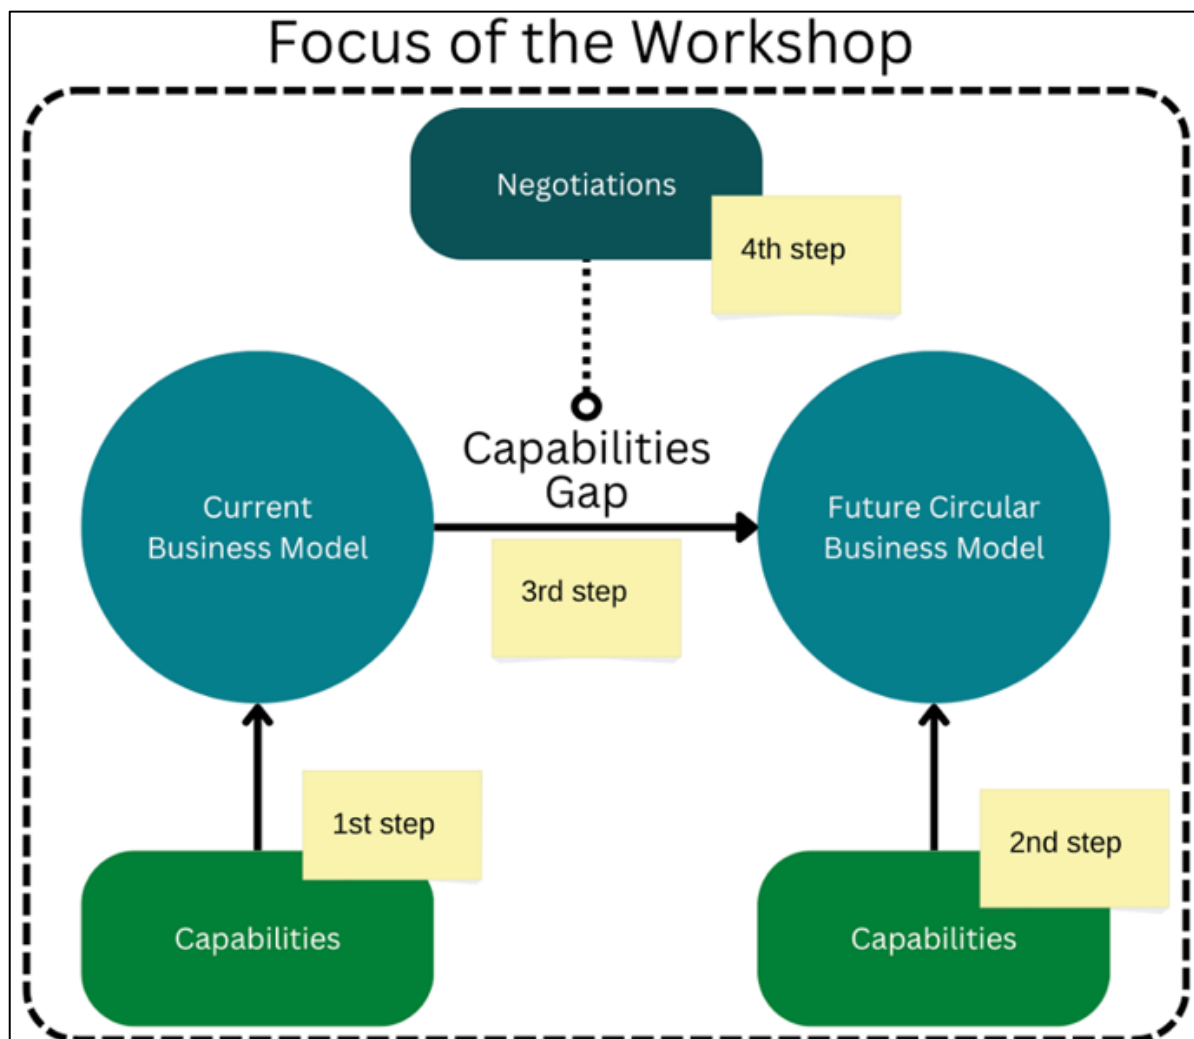 Focus of the Workshop
Negotiations
4th step
Capabilities
Gap
Current
Business Model
Future Circular
Business Model
3rd step
1st step
2nd step
Capabilities
Capabilities